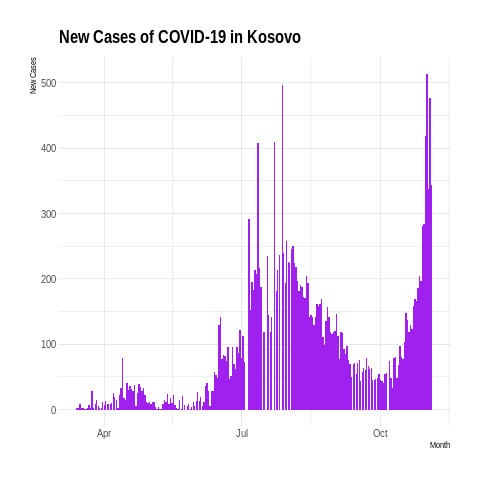 New Cases of COVID-19 in Kosovo
New Cases
500
400
300
200
100
0
Apr
Jul
Oct
Month